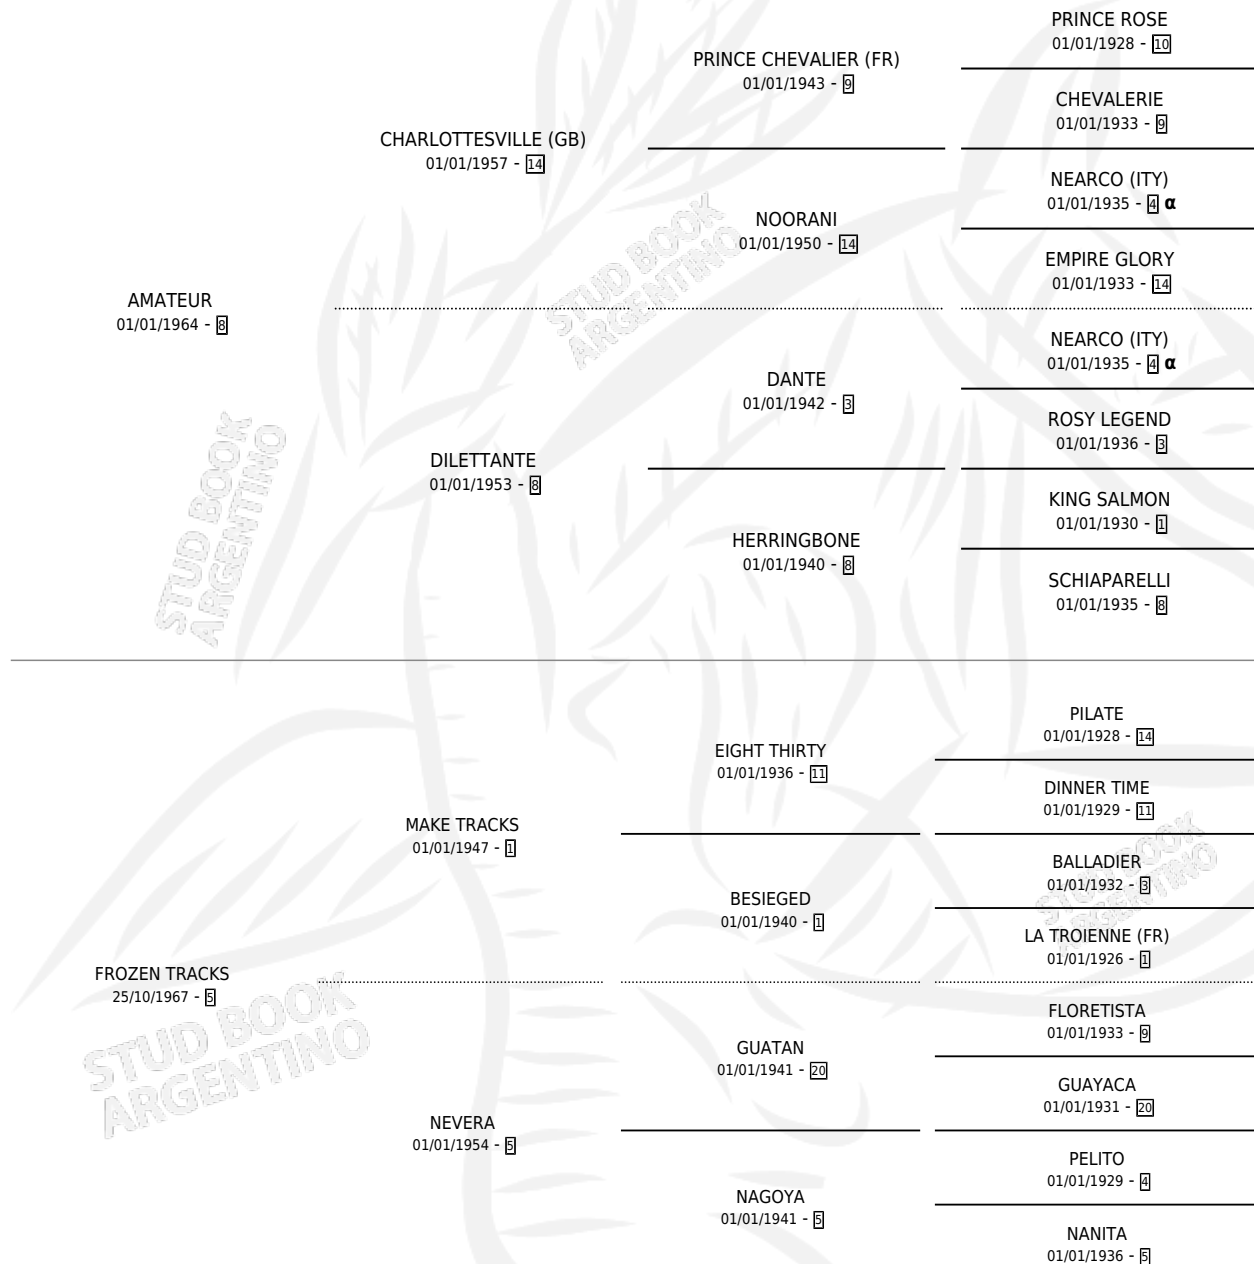 PRINCE ROSE
01/01/1928 - 10
PRINCE CHEVALIER (FR)
01/01/1943 - 9
CHEVALERIE
01/01/1933 - 9
CHARLOTTESVILLE (GB)
01/01/1957 - 14
NEARCO (ITY)
01/01/1935 - 4 α
NOORANI
01/01/1950 - 14
EMPIRE GLORY
01/01/1933 - 14
AMATEUR
01/01/1964 - 8
NEARCO (ITY)
01/01/1935 - 4 α
DANTE
01/01/1942 - 3
ROSY LEGEND
01/01/1936 - 3
DILETTANTE
01/01/1953 - 8
KING SALMON
01/01/1930 - 1
HERRINGBONE
01/01/1940 - 8
SCHIAPARELLI
01/01/1935 - 8
PILATE
01/01/1928 - 14
EIGHT THIRTY
01/01/1936 - 11
DINNER TIME
01/01/1929 - 11
MAKE TRACKS
01/01/1947 - 1
BALLADIER
01/01/1932 - 3
BESIEGED
01/01/1940 - 1
LA TROIENNE (FR)
01/01/1926 - 1
FROZEN TRACKS
25/10/1967 - 5
FLORETISTA
01/01/1933 - 9
GUATAN
01/01/1941 - 20
GUAYACA
01/01/1931 - 20
NEVERA
01/01/1954 - 5
PELITO
01/01/1929 - 4
NAGOYA
01/01/1941 - 5
NANITA
01/01/1936 - 5
STUD BOOK
ARGENTINO
STUD BOOK
ARGENTINO
STUD BOOK
ARGENTINO
STUD BOOK
ARGENTINO